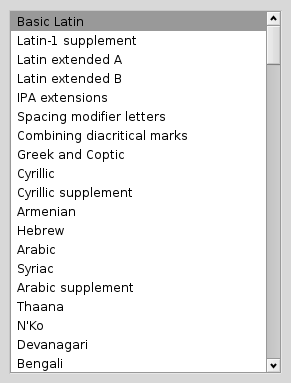 Basic Latin
Latin-1 supplement
Latin extended A
Latin extended B
IPA extensions
Spacing modifier letters
Combining diacritical marks
Greek and Coptic
Cyrillic
Cyrillic supplement
Armenian
Hebrew
Arabic
Syriac
Arabic supplement
Thaana
N'Ko
Devanagari
Bengali